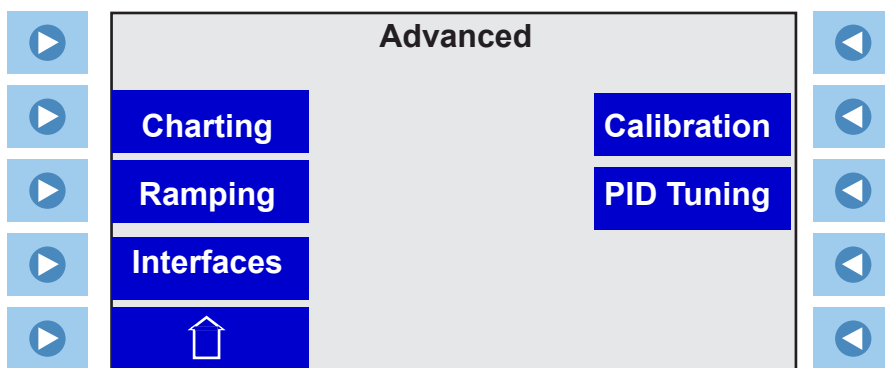 Advanced
Charting
Calibration
Ramping
PID Tuning
Interfaces